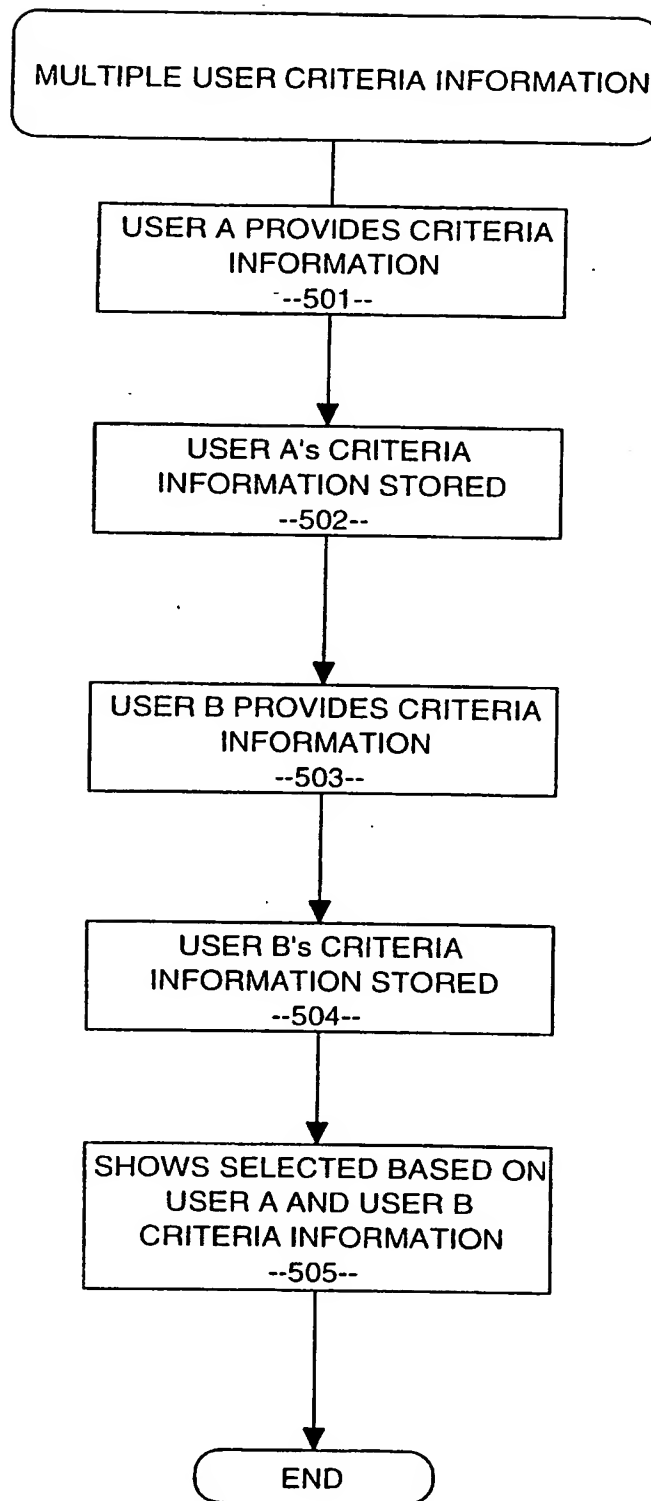 MULTIPLE USER CRITERIA INFORMATION
USER A PROVIDES CRITERIA
INFORMATION
--501--
USER A's CRITERIA
INFORMATION STORED
--502--
USER B PROVIDES CRITERIA
INFORMATION
--503--
USER B's CRITERIA
INFORMATION STORED
--504--
SHOWS SELECTED BASED ON
USER A AND USER B
CRITERIA INFORMATION
--505--
END